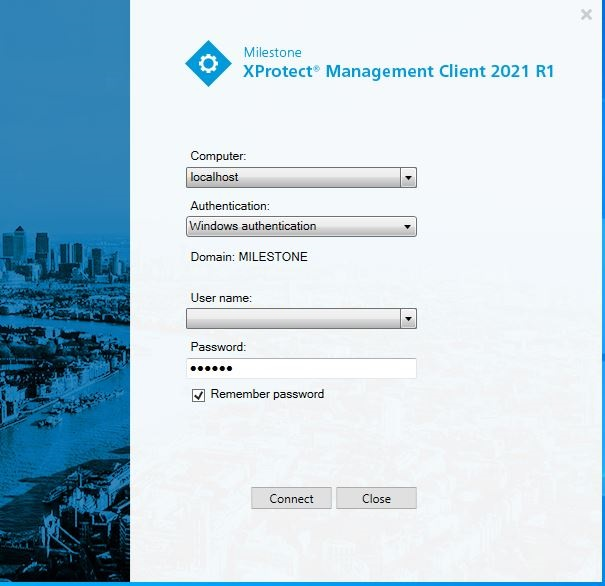 Milestone
XProtect® Management Client 2021 R1
Computer:
localhost
Authentication:
Windows authentication
Domain: MILESTONE
User name:
Password:
●●●●●●
Remember password
Connect Close